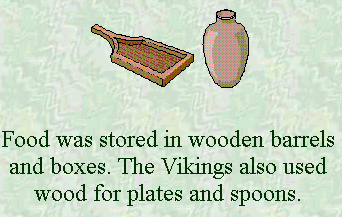 Food was stored in wooden barrels
and boxes. The Vikings also used
wood for plates and spoons.